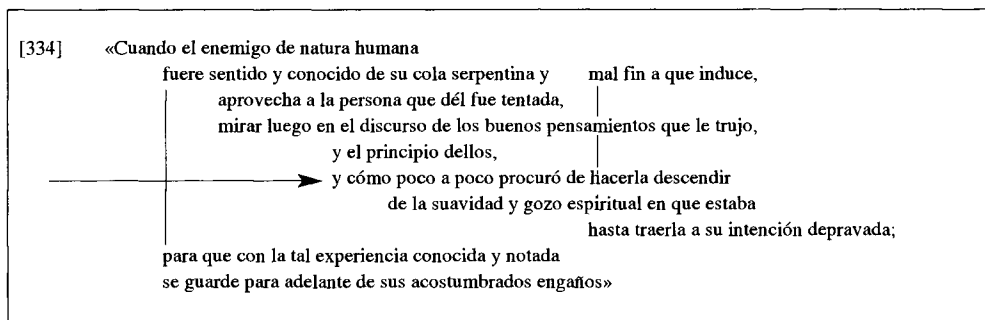 [334] «Cuando el enemigo de natura humana
fuere sentido y conocido de su cola serpentina y mal fin a que induce,
aprovecha a la persona que dél fue tentada,
mirar luego en el discurso de los buenos pensamientos que le trujo,
y el principio dellos,
y cómo poco a poco procuró de hacerla descendir
de la suavidad y gozo espiritual en que estaba
hasta traerla a su intención depravada;
para que con la tal experiencia conocida y notada
se guarde para adelante de sus acostumbrados engaños»